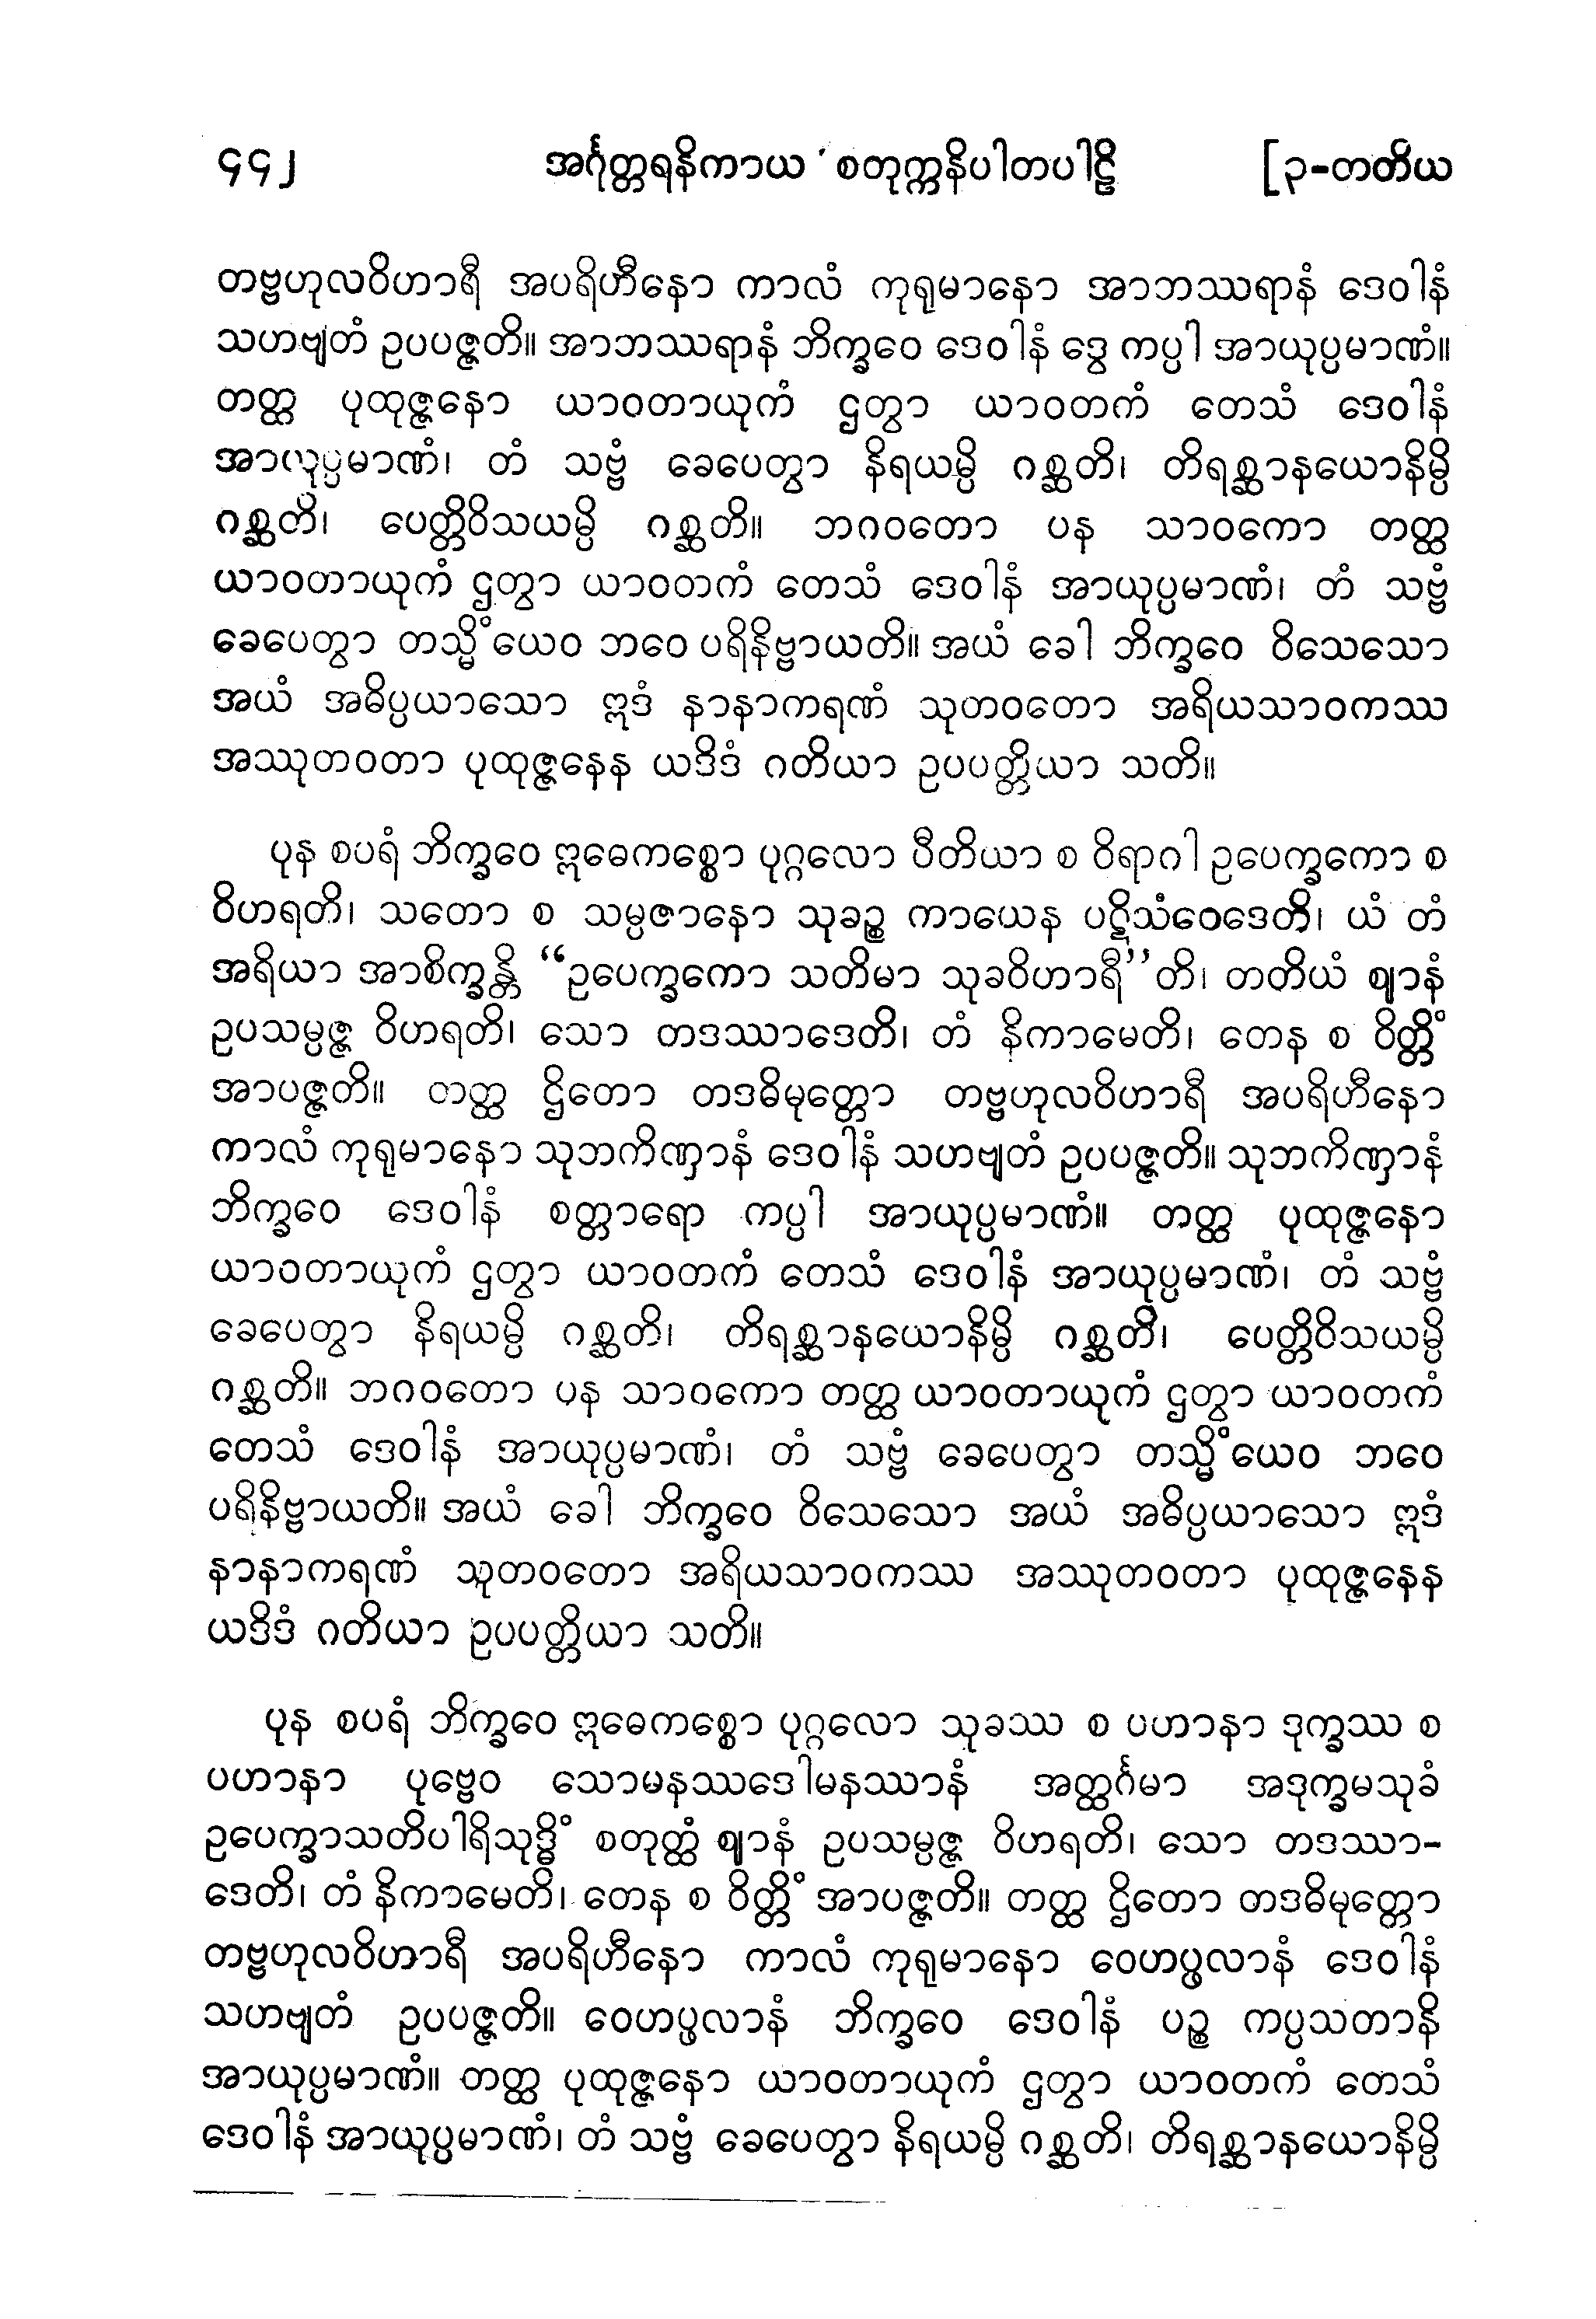 ၄၄၂ အင်္ဂုတ္တရနိကာယ စတုက္ကနိပါတပါဠိ [၃-တတိယ
တဗ္ဗဟုလဝိဟာရီ အပရိဟီနော ကာလံ ကုရုမာနော အာဘဿရာနံ ဒေဝါနံ
သဟဗျတံ ဥပပဇ္ဇတိ။ အာဘဿရာနံ ဘိက္ခဝေ ဒေဝါနံ ဒွေ ကပ္ပါ အာယုပ္ပမာဏံ။
တတ္ထ ပုထုဇ္ဇနော ယာဝတာယုကံ ဌတွာ ယာဝတကံ တေသံ ဒေဝါနံ
အာယုပ္ပမာဏံ၊ တံ သဗ္ဗံ ခေပေတွာ နိရယမ္ပိ ဂစ္ဆတိ၊ တိရစ္ဆာနယောနိမ္ပိ
ဂစ္ဆတိ၊ ပေတ္တိဝိသယမ္ပိ ဂစ္ဆတိ။ ဘဂဝတော ပန သာဝကော တတ္ထ
ယာဝတာယုကံ ဌတွာ ယာဝတကံ တေသံ ဒေဝါနံ အာယုပ္ပမာဏံ၊ တံ သဗ္ဗံ
ခေပေတွာ တသ္မိံယေဝ ဘဝေ ပရိနိဗ္ဗာယတိ။ အယံ ခေါ ဘိက္ခဝေ ဝိသေသော
အယံ အဓိပ္ပယာသော ဣဒံ နာနာကရဏံ သုတဝတော အရိယသာဝကဿ
အဿုတဝတာ ပုထုဇ္ဇနေန ယဒိဒံ ဂတိယာ ဥပပတ္တိယာ သတိ။
ပုန စပရံ ဘိက္ခဝေ ဣဓေကစ္စော ပုဂ္ဂလော ပီတိယာ စ ဝိရာဂါ ဥပေက္ခကော စ
ဝိဟရတိ၊ သတော စ သမ္ပဇာနော သုခဉ္စ ကာယေန ပဋိသံဝေဒေတိ၊ ယံ တံ
အရိယာ အာစိက္ခန္တိ “ဥပေက္ခကော သတိမာ သုခဝိဟာရီ”တိ၊ တတိယံ ဈာနံ
ဥပသမ္ပဇ္ဇ ဝိဟရတိ၊ သော တဒဿာဒေတိ၊ တံ နိကာမေတိ၊ တေန စ ဝိတ္တိံ
အာပဇ္ဇတိ။ တတ္ထ ဌိတော တဒဓိမုတ္တော တဗ္ဗဟုလဝိဟာရီ အပရိဟီနော
ကာလံ ကုရုမာနော သုဘကိဏှာနံ ဒေဝါနံ သဟဗျတံ ဥပပဇ္ဇတိ။ သုဘကိဏှာနံ
ဘိက္ခဝေ ဒေဝါနံ စတ္တာရော ကပ္ပါ အာယုပ္ပမာဏံ။ တတ္ထ ပုထုဇ္ဇနော
ယာဝတာယုကံ ဌတွာ ယာဝတကံ တေသံ ဒေဝါနံ အာယုပ္ပမာဏံ၊ တံ သဗ္ဗံ
ခေပေတွာ နိရယမ္ပိ ဂစ္ဆတိ၊ တိရစ္ဆာနယောနိမ္ပိ ဂစ္ဆတိ၊ ပေတ္တိဝိသယမ္ပိ
ဂစ္ဆတိ။ ဘဂဝတော ပန သာဝကော တတ္ထ ယာဝတာယုကံ ဌတွာ ယာဝတကံ
တေသံ ဒေဝါနံ အာယုပ္ပမာဏံ၊ တံ သဗ္ဗံ ခေပေတွာ တသ္မိံယေဝ ဘဝေ
ပရိနိဗ္ဗာယတိ။ အယံ ခေါ ဘိက္ခဝေ ဝိသေသော အယံ အဓိပ္ပယာသော ဣဒံ
နာနာကရဏံ သုတဝတော အရိယသာဝကဿ အဿုတဝတာ ပုထုဇ္ဇနေန
ယဒိဒံ ဂတိယာ ဥပပတ္တိယာ သတိ။
ပုန စပရံ ဘိက္ခဝေ ဣဓေကစ္စော ပုဂ္ဂလော သုခဿ စ ပဟာနာ ဒုက္ခဿ စ
ပဟာနာ ပုဗ္ဗေဝ သောမနဿဒေါမနဿာနံ အတ္ထင်္ဂမာ အဒုက္ခမသုခံ
ဥပေက္ခာသတိပါရိသုဒ္ဓိံ စတုတ္ထံ ဈာနံ ဥပသမ္ပဇ္ဇ ဝိဟရတိ၊ သော တဒဿာ-
ဒေတိ၊ တံ နိကာမေတိ၊ တေန စ ဝိတ္တိံ အာပဇ္ဇတိ။ တတ္ထ ဌိတော တဒဓိမုတ္တော
တဗ္ဗဟုလဝိဟာရီ အပရိဟီနော ကာလံ ကုရုမာနော ဝေဟပ္ဖလာနံ ဒေဝါနံ
သဟဗျတံ ဥပပဇ္ဇတိ။ ဝေဟပ္ဖလာနံ ဘိက္ခဝေ ဒေဝါနံ ပဉ္စ ကပ္ပသတာနိ
အာယုပ္ပမာဏံ။ တတ္ထ ပုထုဇ္ဇနော ယာဝတာယုကံ ဌတွာ ယာဝတကံ တေသံ
ဒေဝါနံ အာယုပ္ပမာဏံ၊ တံ သဗ္ဗံ ခေပေတွာ နိရယမ္ပိ ဂစ္ဆတိ၊ တိရစ္ဆာနယောနိမ္ပိ